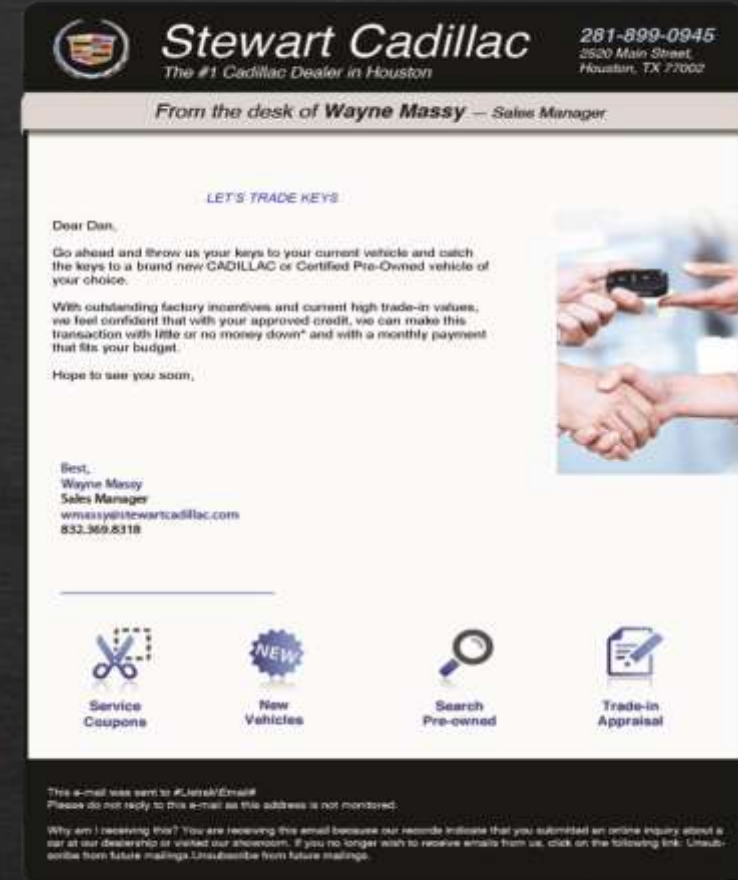 Stewart Cadillac
The #1 Cadillac Dealer in Houston
281-899-0945
2520 Main Street,
Houston, TX 77002
From the desk of Wayne Massy — Sales Manager
LET'S TRADE KEYS
Dear Dan,
Go ahead and throw us your keys to your current vehicle and catch
the keys to a brand new CADILLAC or Certified Pre-Owned vehicle of
your choice.
With outstanding factory incentives and current high trade-in values,
we feel confident that with your approved credit, we can make this
transaction with little or no money down* and with a monthly payment
that fits your budget.
Hope to see you soon,
Best,
Wayne Massy
Sales Manager
wmassy@stewartcadillac.com
832.369.8318
NEW
Service
Coupons
New
Vehicles
Search
Pre-owned
Trade-in
Appraisal
This e-mail was sent to #Listrak\Email#
Please do not reply to this e-mail as this address is not monitored.
Why am I receiving this? You are receiving this email because our records indicate that you submitted an online inquiry about a
car at our dealership or visited our showroom. If you no longer wish to receive emails from us, click on the following link: Unsub-
scribe from future mailings.Unsubscribe from future mailings.